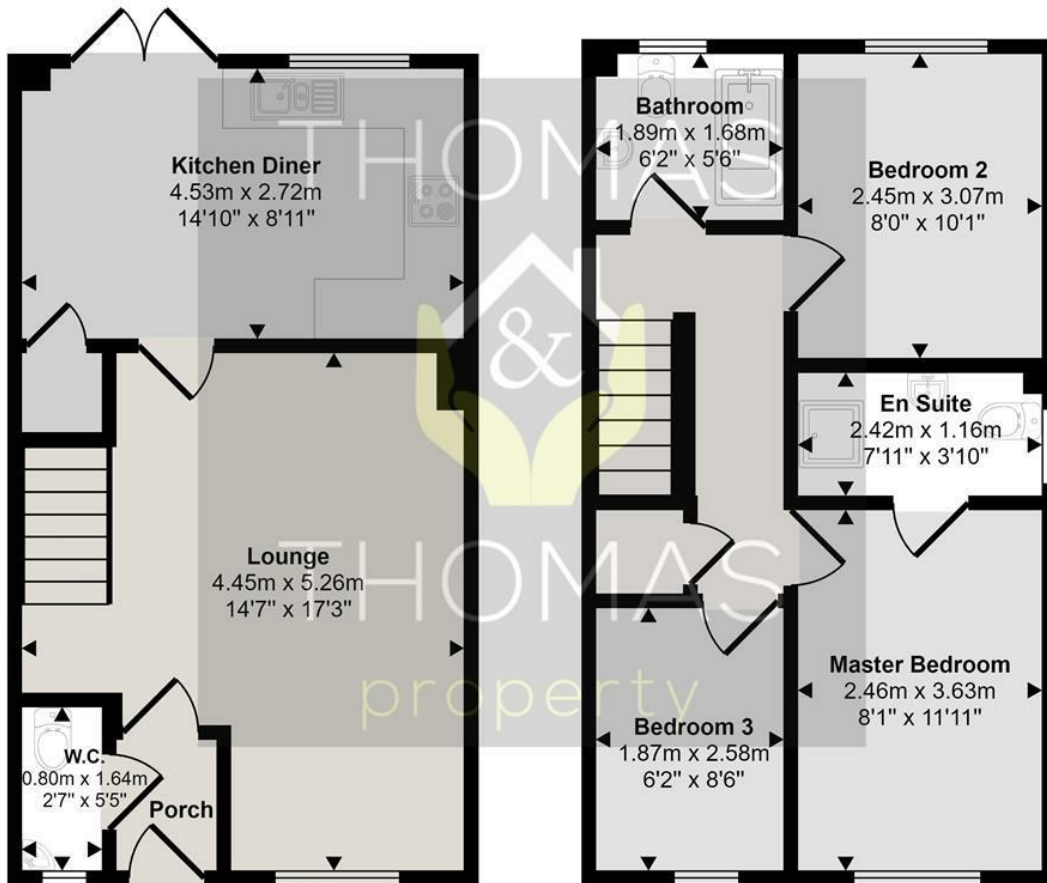 THOMAS
&
THOMAS
property
Kitchen Diner
4.53m x 2.72m
14'10" x 8'11"
Lounge
4.45m x 5.26m
14'7" x 17'3"
W.C.
0.80m x 1.64m
2'7" x 5'5"
Porch
Bathroom
1.89m x 1.68m
6'2" x 5'6"
Bedroom 2
2.45m x 3.07m
8'0" x 10'1"
En Suite
2.42m x 1.16m
7'11" x 3'10"
Master Bedroom
2.46m x 3.63m
8'1" x 11'11"
Bedroom 3
1.87m x 2.58m
6'2" x 8'6"